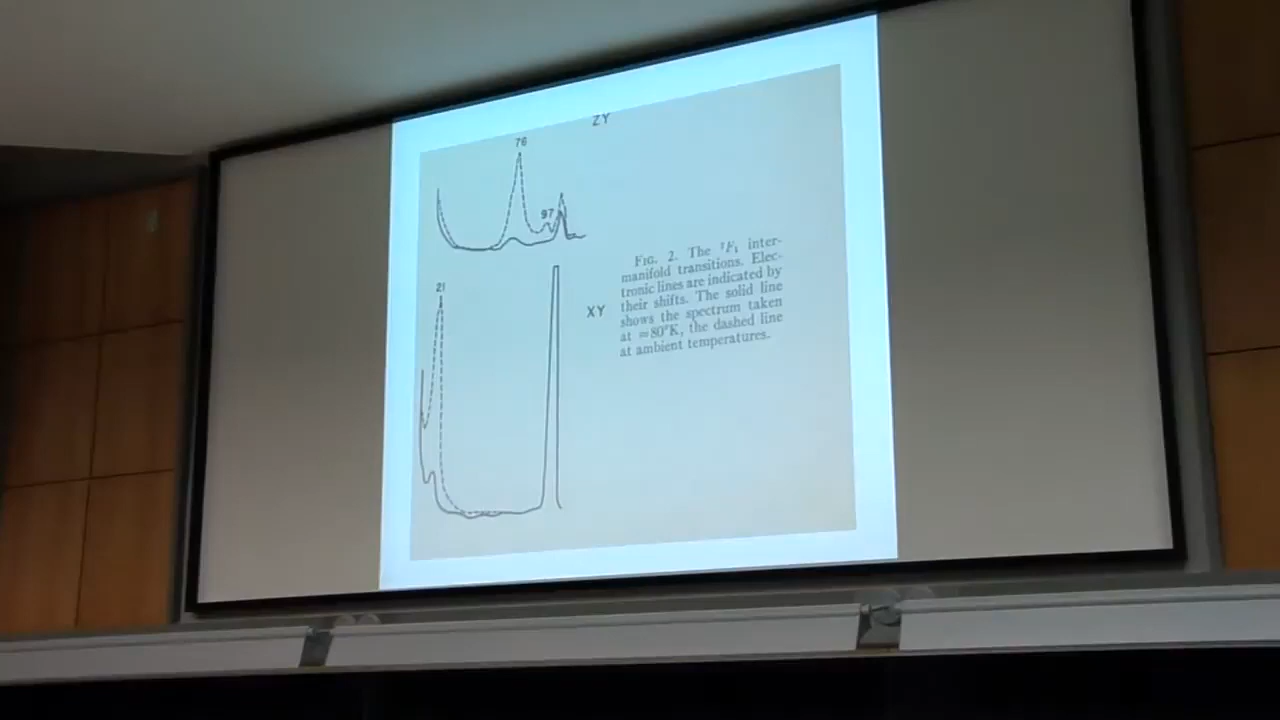 ZY
76
97
21
XY
FIG. 2. The ⁷F₁ inter-
manifold transitions. Elec-
tronic lines are indicated by
their shifts. The solid line
shows the spectrum taken
at ≃80°K, the dashed line
at ambient temperatures.